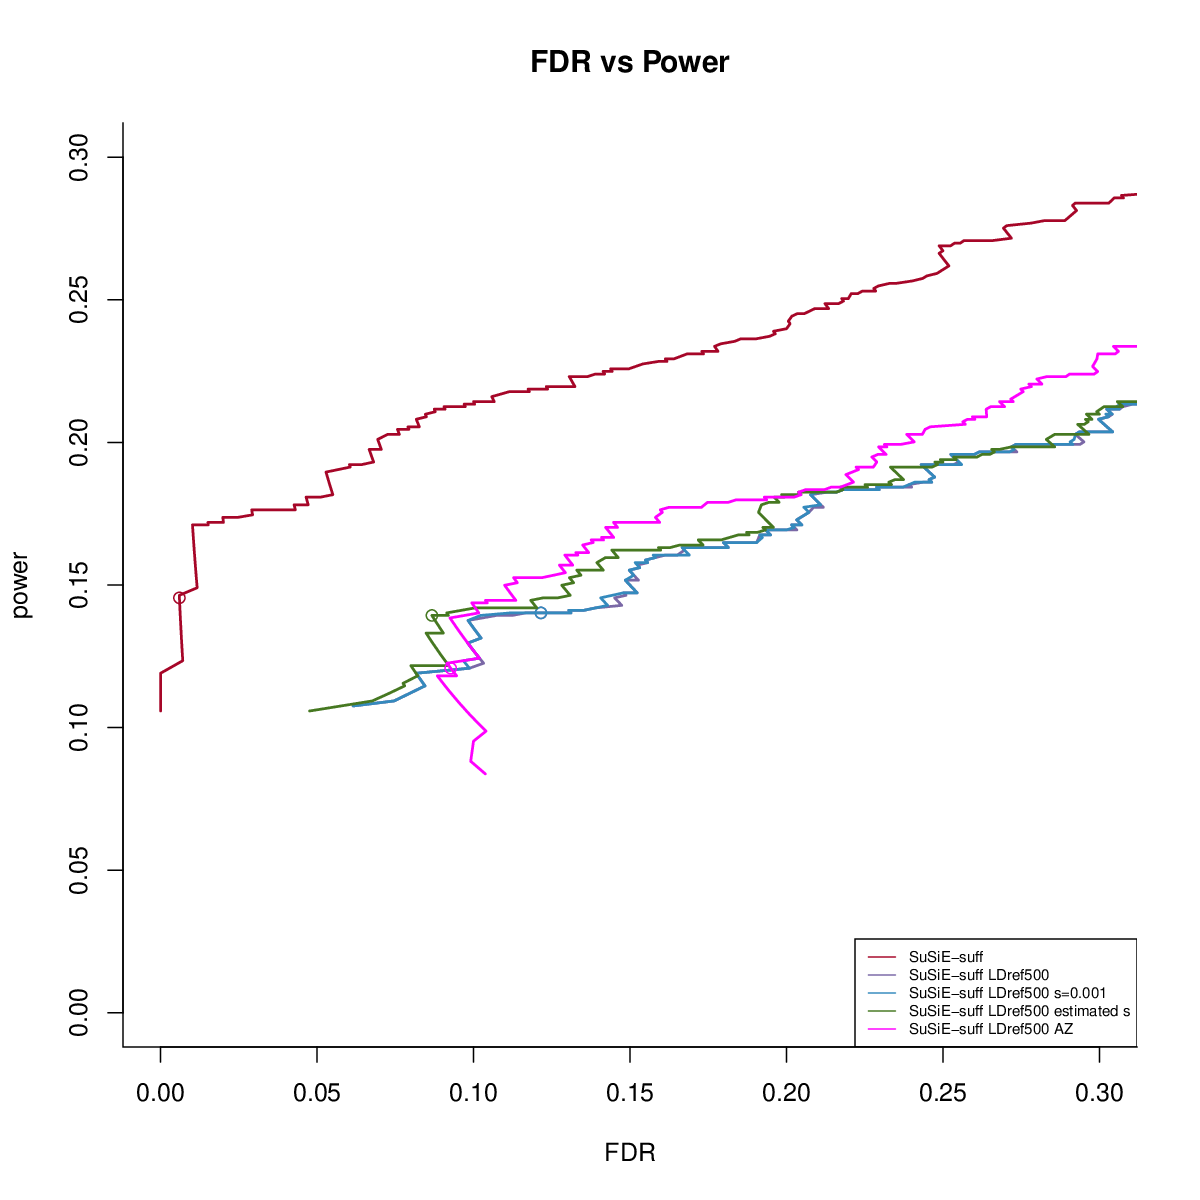 FDR vs Power
power
0.30
0.25
0.20
0.15
0.10
0.05
0.00
SuSiE−suff
SuSiE−suff LDref500
SuSiE−suff LDref500 s=0.001
SuSiE−suff LDref500 estimated s
SuSiE−suff LDref500 AZ
0.00 0.05 0.10 0.15 0.20 0.25 0.30
FDR